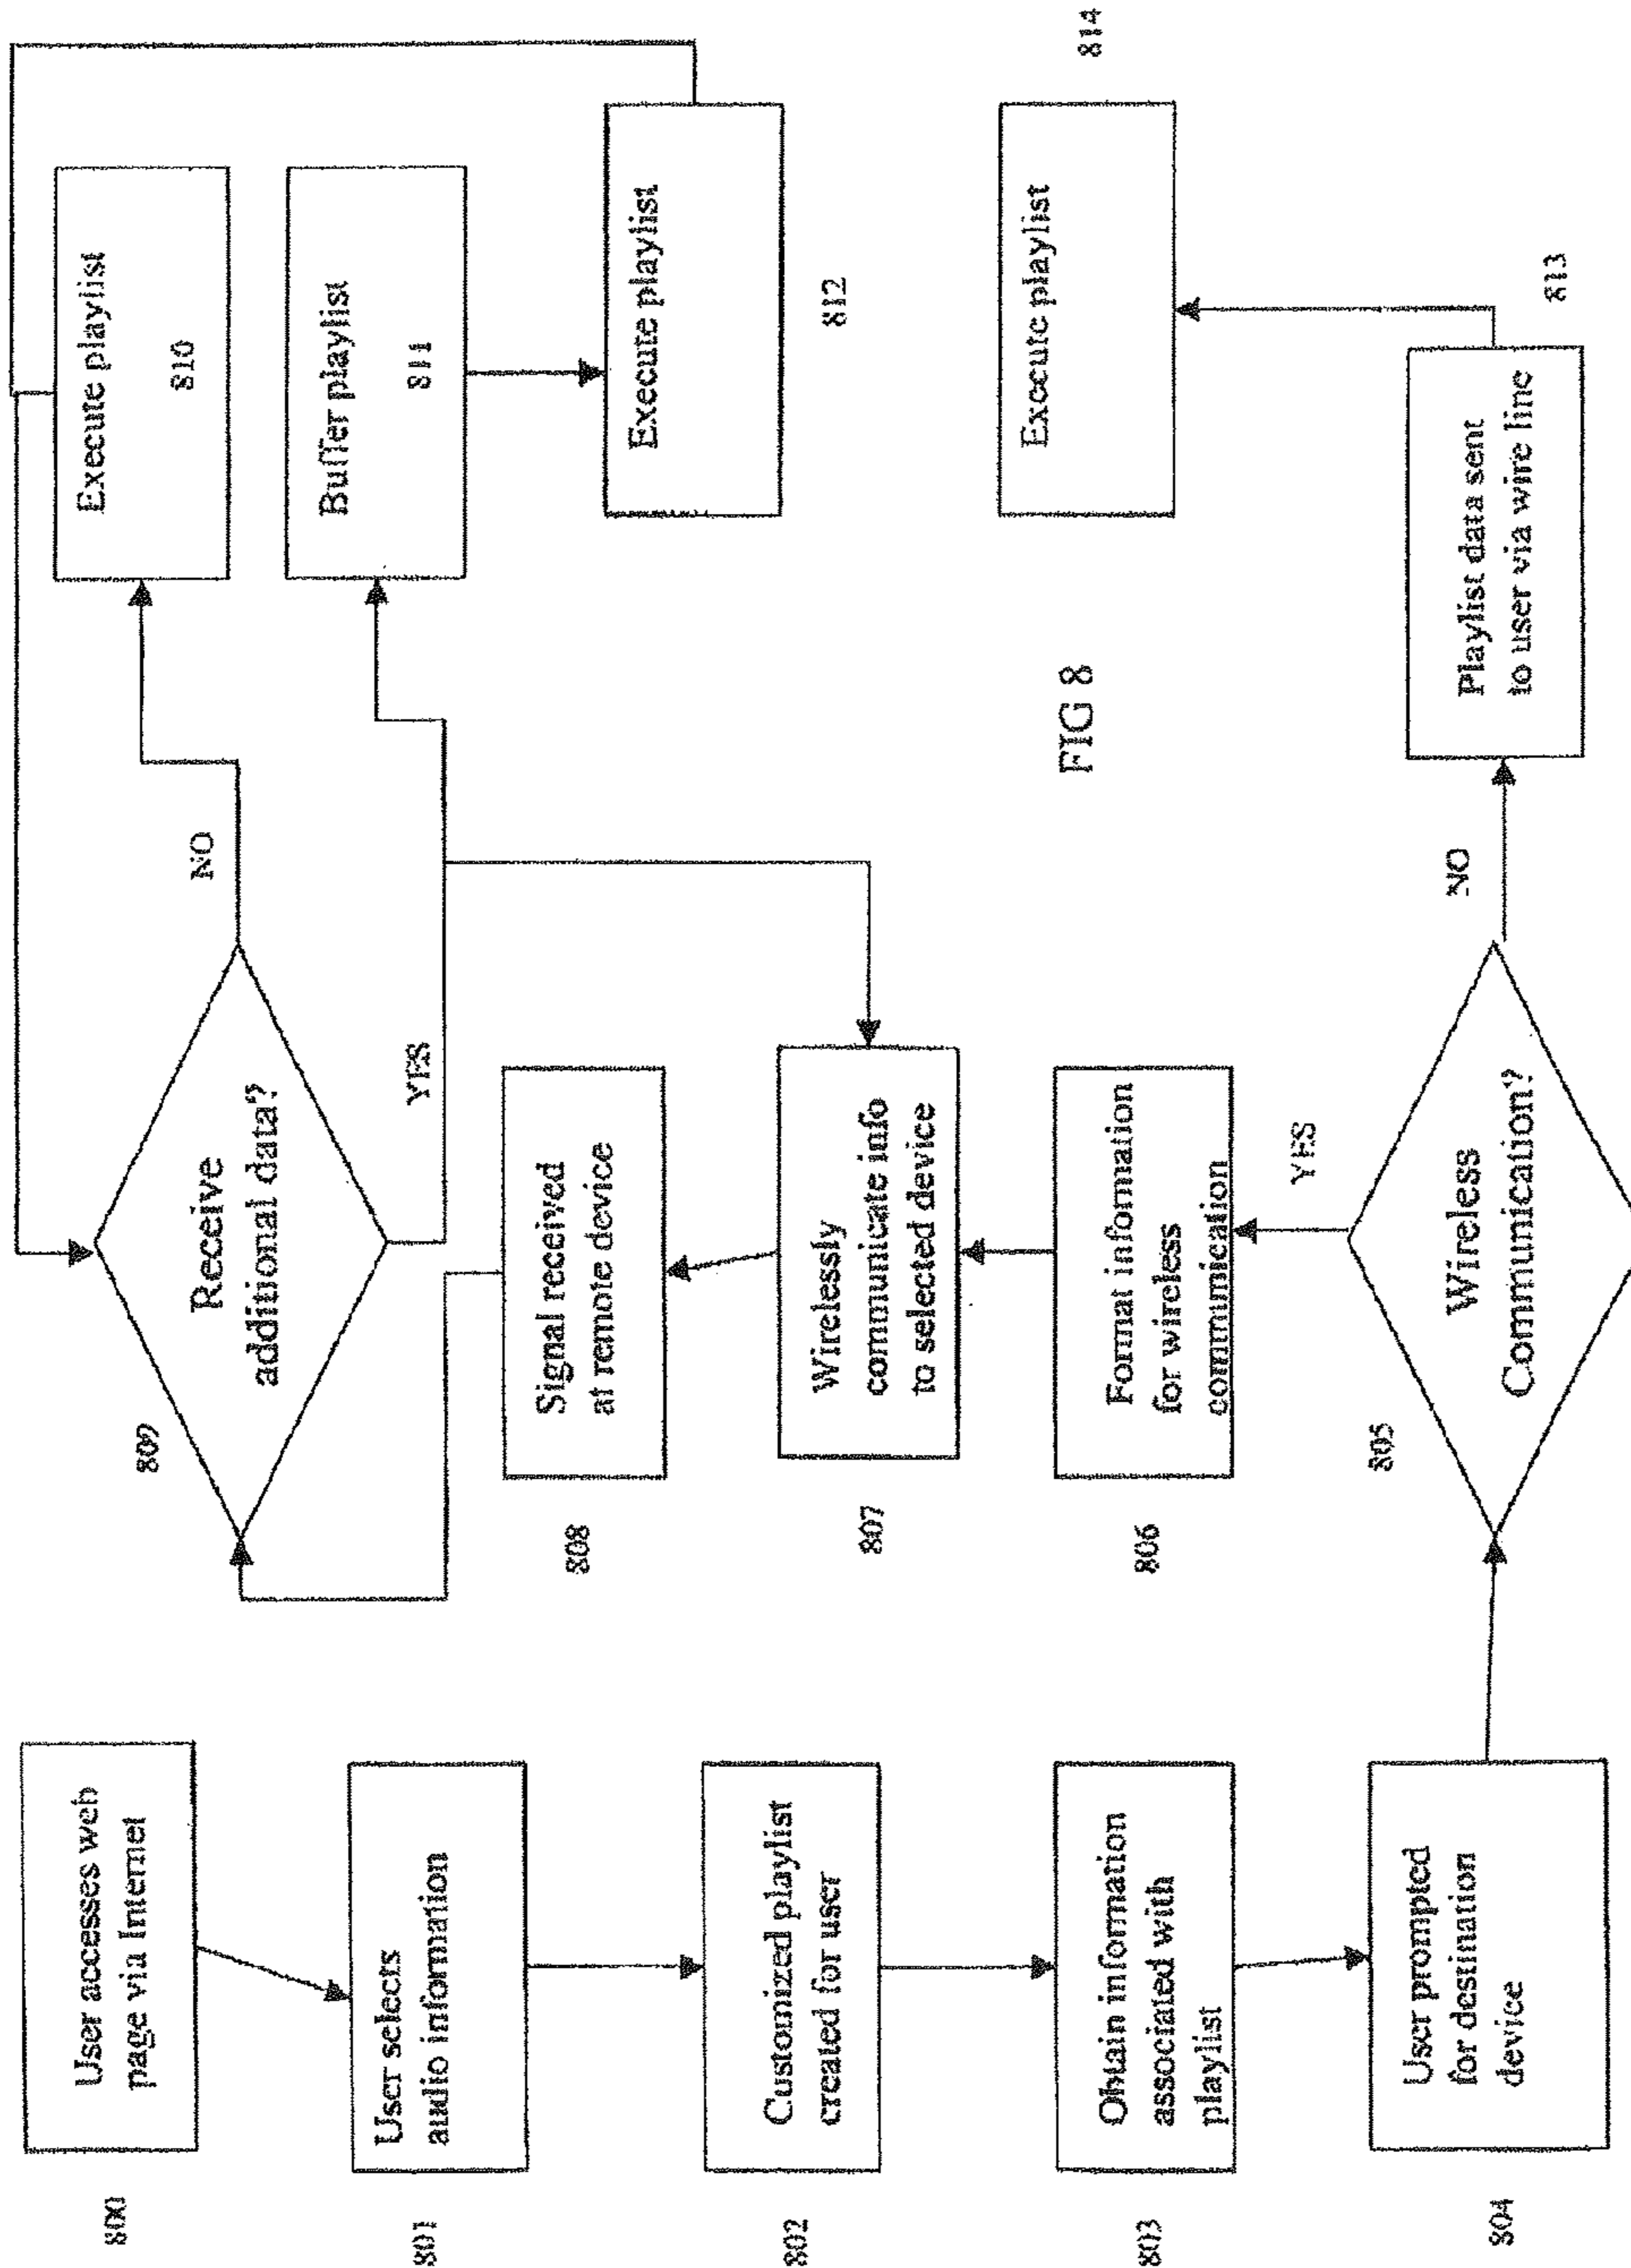 800
User accesses web
page via Internet
801
User selects
audio information
802
Customized playlist
created for user
803
Obtain information
associated with
playlist
804
User prompted
for destination
device
805
Wireless
Communication?
YES
NO
806
Format information
for wireless
communication
807
Wirelessly
communicate info
to selected device
808
Signal received
at remote device
809
Receive
additional data?
NO
YES
Execute playlist
810
Buffer playlist
811
Execute playlist
812
Playlist data sent
to user via wire line
813
Execute playlist
814
FIG 8